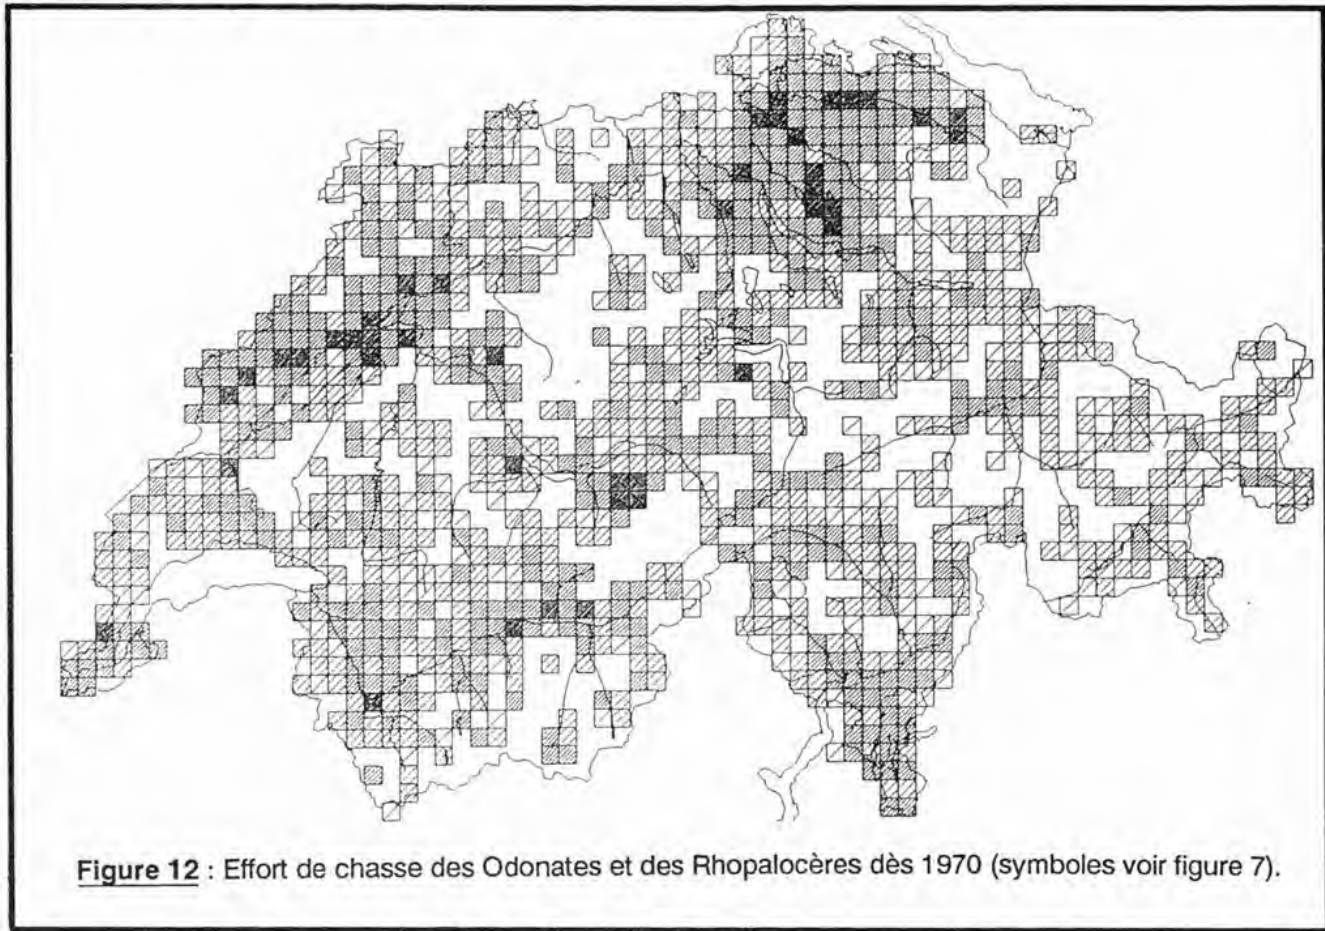 Figure 12 : Effort de chasse des Odonates et des Rhopalocères dès 1970 (symboles voir figure 7).